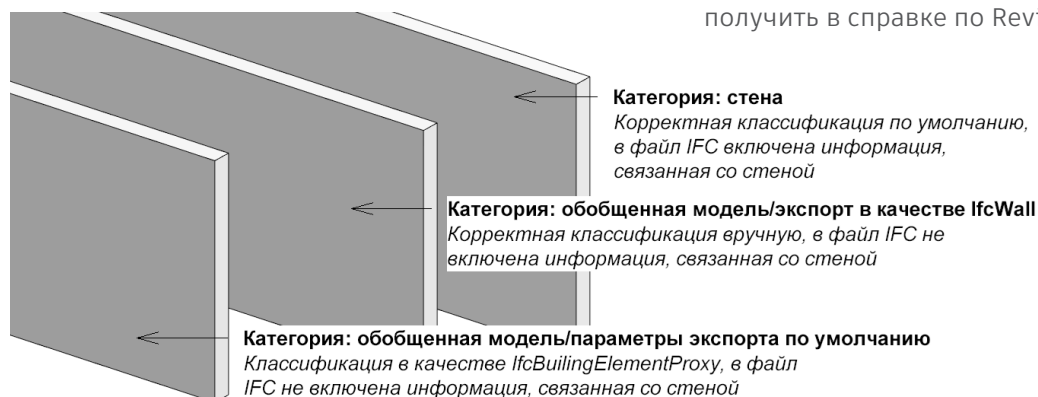 получить в справке по Rev
Категория: стена
Корректная классификация по умолчанию,
в файл IFC включена информация,
связанная со стеной
Категория: обобщенная модель/экспорт в качестве IfcWall
Корректная классификация вручную, в файл IFC не
включена информация, связанная со стеной
Категория: обобщенная модель/параметры экспорта по умолчанию
Классификация в качестве IfcBuilingElementProxy, в файл
IFC не включена информация, связанная со стеной